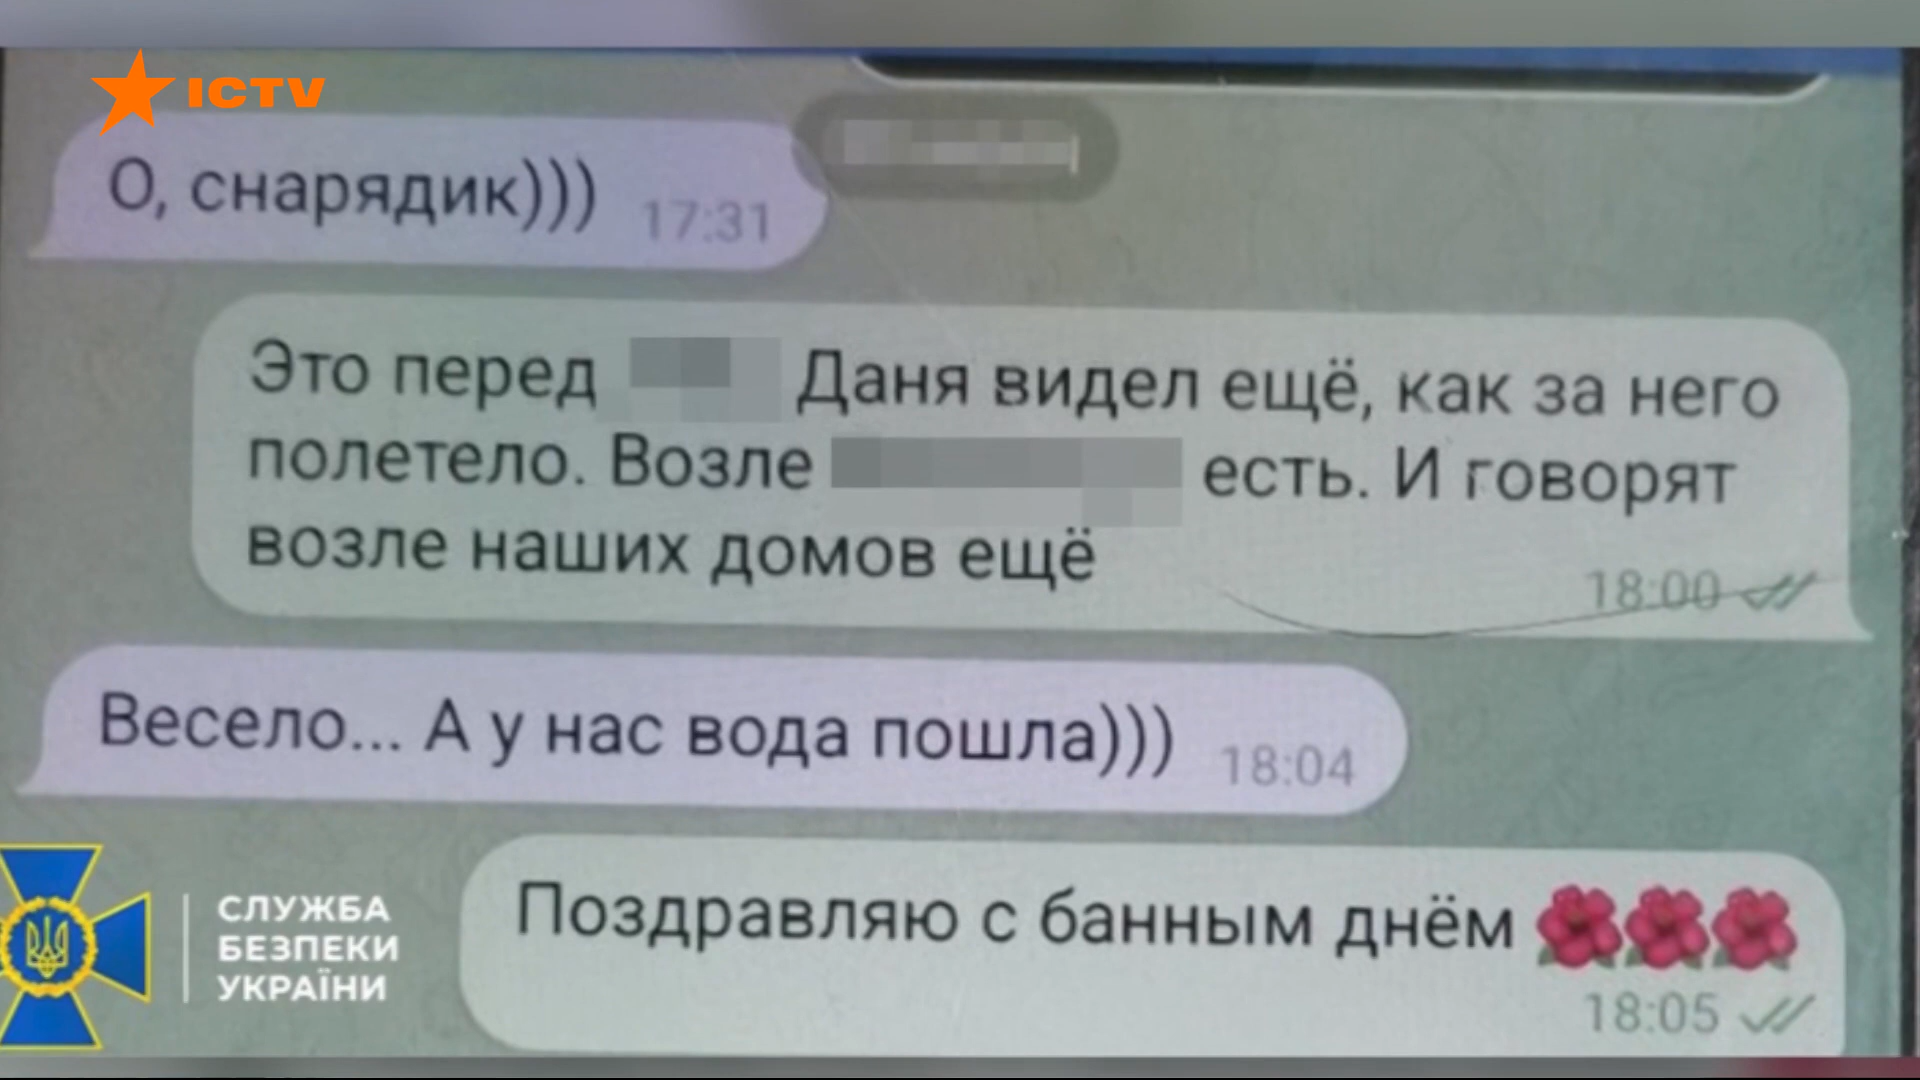 ICTV
О, снарядик)))
17:31
Это перед Даня видел ещё, как за него
полетело. Возле есть. И говорят
возле наших домов ещё
18:00
Весело... А у нас вода пошла)))
18:04
Поздравляю с банным днём 🌺🌺🌺
18:05
СЛУЖБА
БЕЗПЕКИ
УКРАЇНИ